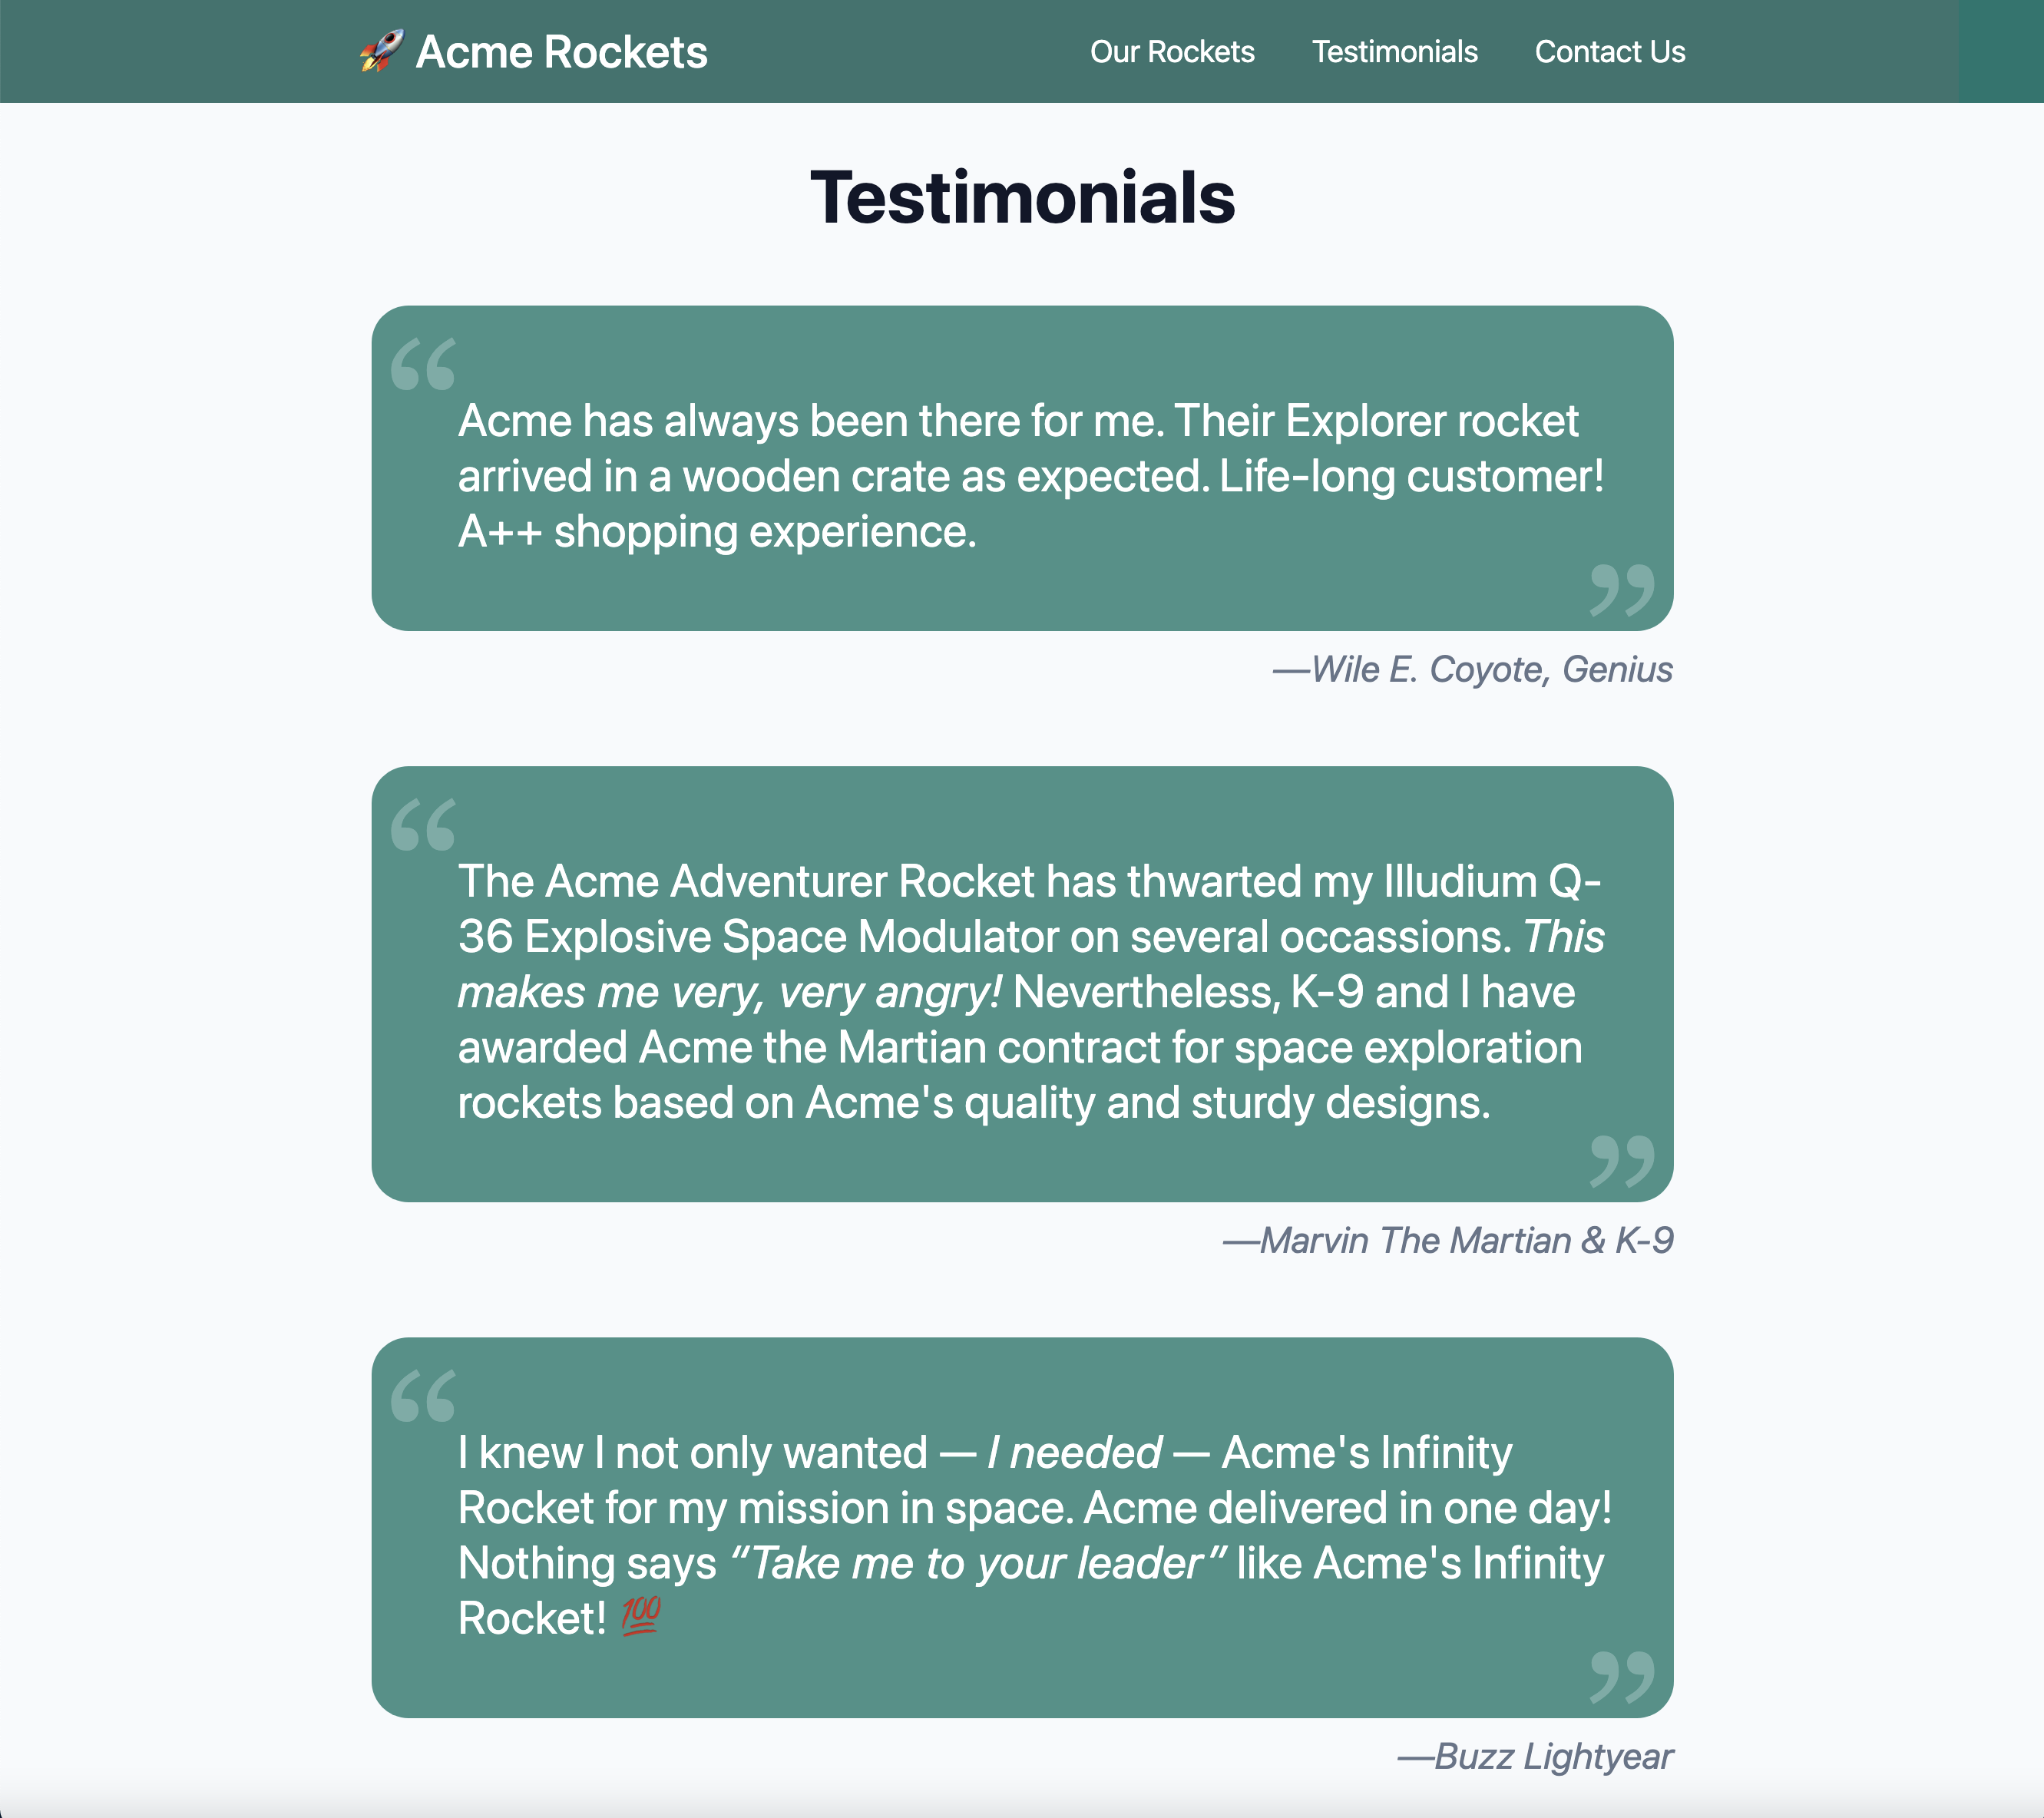 🚀 Acme Rockets
Our Rockets Testimonials Contact Us
Testimonials
“
Acme has always been there for me. Their Explorer rocket
arrived in a wooden crate as expected. Life-long customer!
A++ shopping experience.
”
—Wile E. Coyote, Genius
“
The Acme Adventurer Rocket has thwarted my Illudium Q-
36 Explosive Space Modulator on several occassions. This
makes me very, very angry! Nevertheless, K-9 and I have
awarded Acme the Martian contract for space exploration
rockets based on Acme's quality and sturdy designs.
”
—Marvin The Martian & K-9
“
I knew I not only wanted — I needed — Acme's Infinity
Rocket for my mission in space. Acme delivered in one day!
Nothing says “Take me to your leader” like Acme's Infinity
Rocket! 💯
”
—Buzz Lightyear